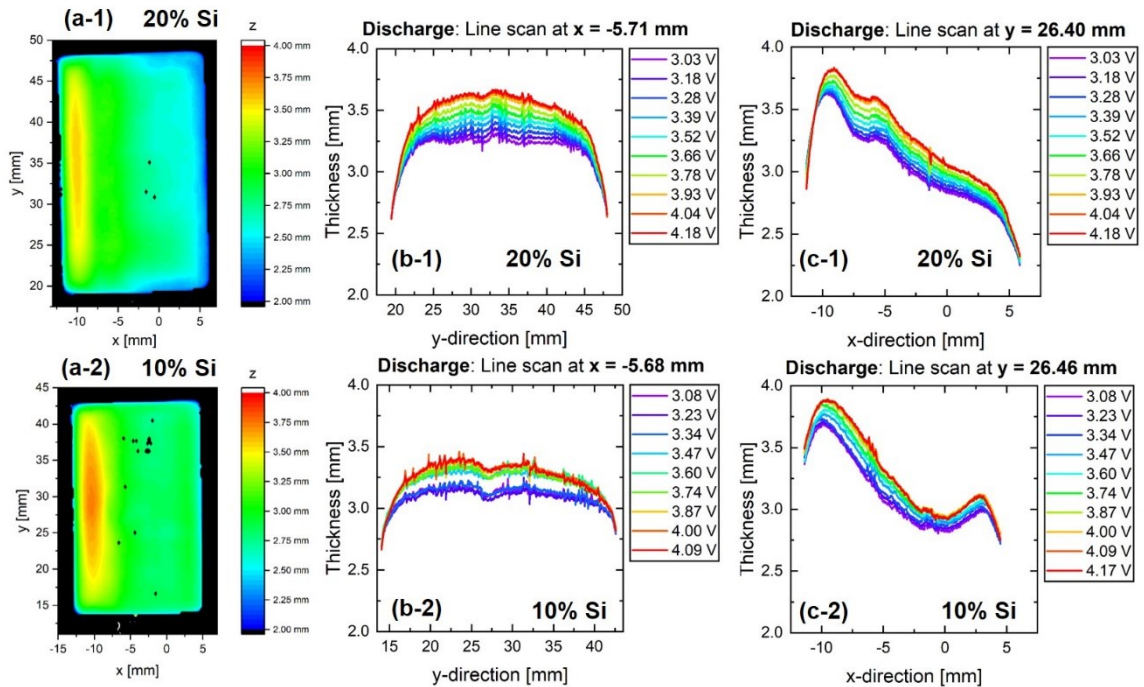 (a-1) 20% Si
z
50
45
40
35
30
25
20
y [mm]
-10 -5 0 5
x [mm]
4.00 mm
3.75 mm
3.50 mm
3.25 mm
3.00 mm
2.75 mm
2.50 mm
2.25 mm
2.00 mm
Discharge: Line scan at x = -5.71 mm
4.0
3.5
3.0
2.5
2.0
Thickness [mm]
20 25 30 35 40 45 50
y-direction [mm]
(b-1) 20% Si
3.03 V
3.18 V
3.28 V
3.39 V
3.52 V
3.66 V
3.78 V
3.93 V
4.04 V
4.18 V
Discharge: Line scan at y = 26.40 mm
4.0
3.5
3.0
2.5
2.0
Thickness [mm]
-10 -5 0 5
x-direction [mm]
(c-1) 20% Si
3.03 V
3.18 V
3.28 V
3.39 V
3.52 V
3.66 V
3.78 V
3.93 V
4.04 V
4.18 V
(a-2) 10% Si
z
45
40
35
30
25
20
15
y [mm]
-15 -10 -5 0 5
x [mm]
4.00 mm
3.75 mm
3.50 mm
3.25 mm
3.00 mm
2.75 mm
2.50 mm
2.25 mm
2.00 mm
Discharge: Line scan at x = -5.68 mm
4.0
3.5
3.0
2.5
2.0
Thickness [mm]
15 20 25 30 35 40
y-direction [mm]
(b-2) 10% Si
3.08 V
3.23 V
3.34 V
3.47 V
3.60 V
3.74 V
3.87 V
4.00 V
4.09 V
Discharge: Line scan at y = 26.46 mm
4.0
3.5
3.0
2.5
2.0
Thickness [mm]
-10 -5 0 5
x-direction [mm]
(c-2) 10% Si
3.08 V
3.23 V
3.34 V
3.47 V
3.60 V
3.74 V
3.87 V
4.00 V
4.09 V
4.17 V